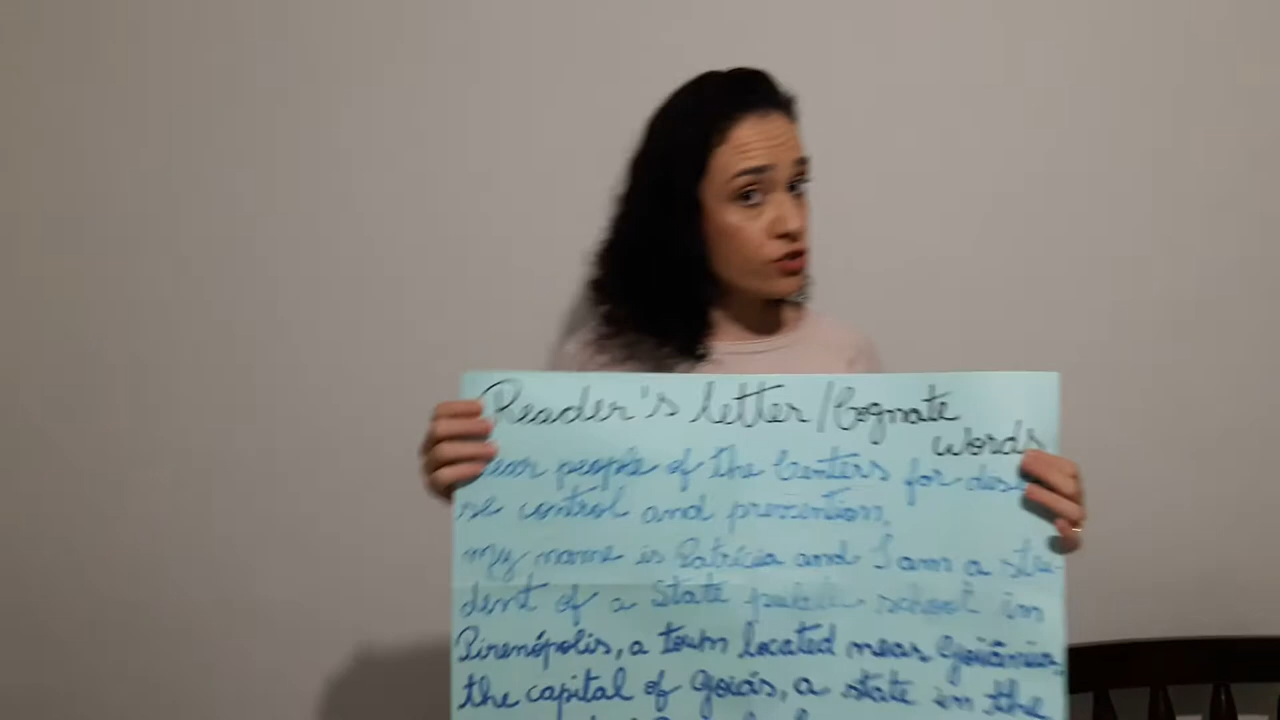 Reader's letter/Cognate
words
people of the Centers for
se control and prevention,
my name is Patrícia and I am a stu-
dent of a State public school in
Pirenópolis, a town located near Goiânia,
the capital of Goiás, a state in the